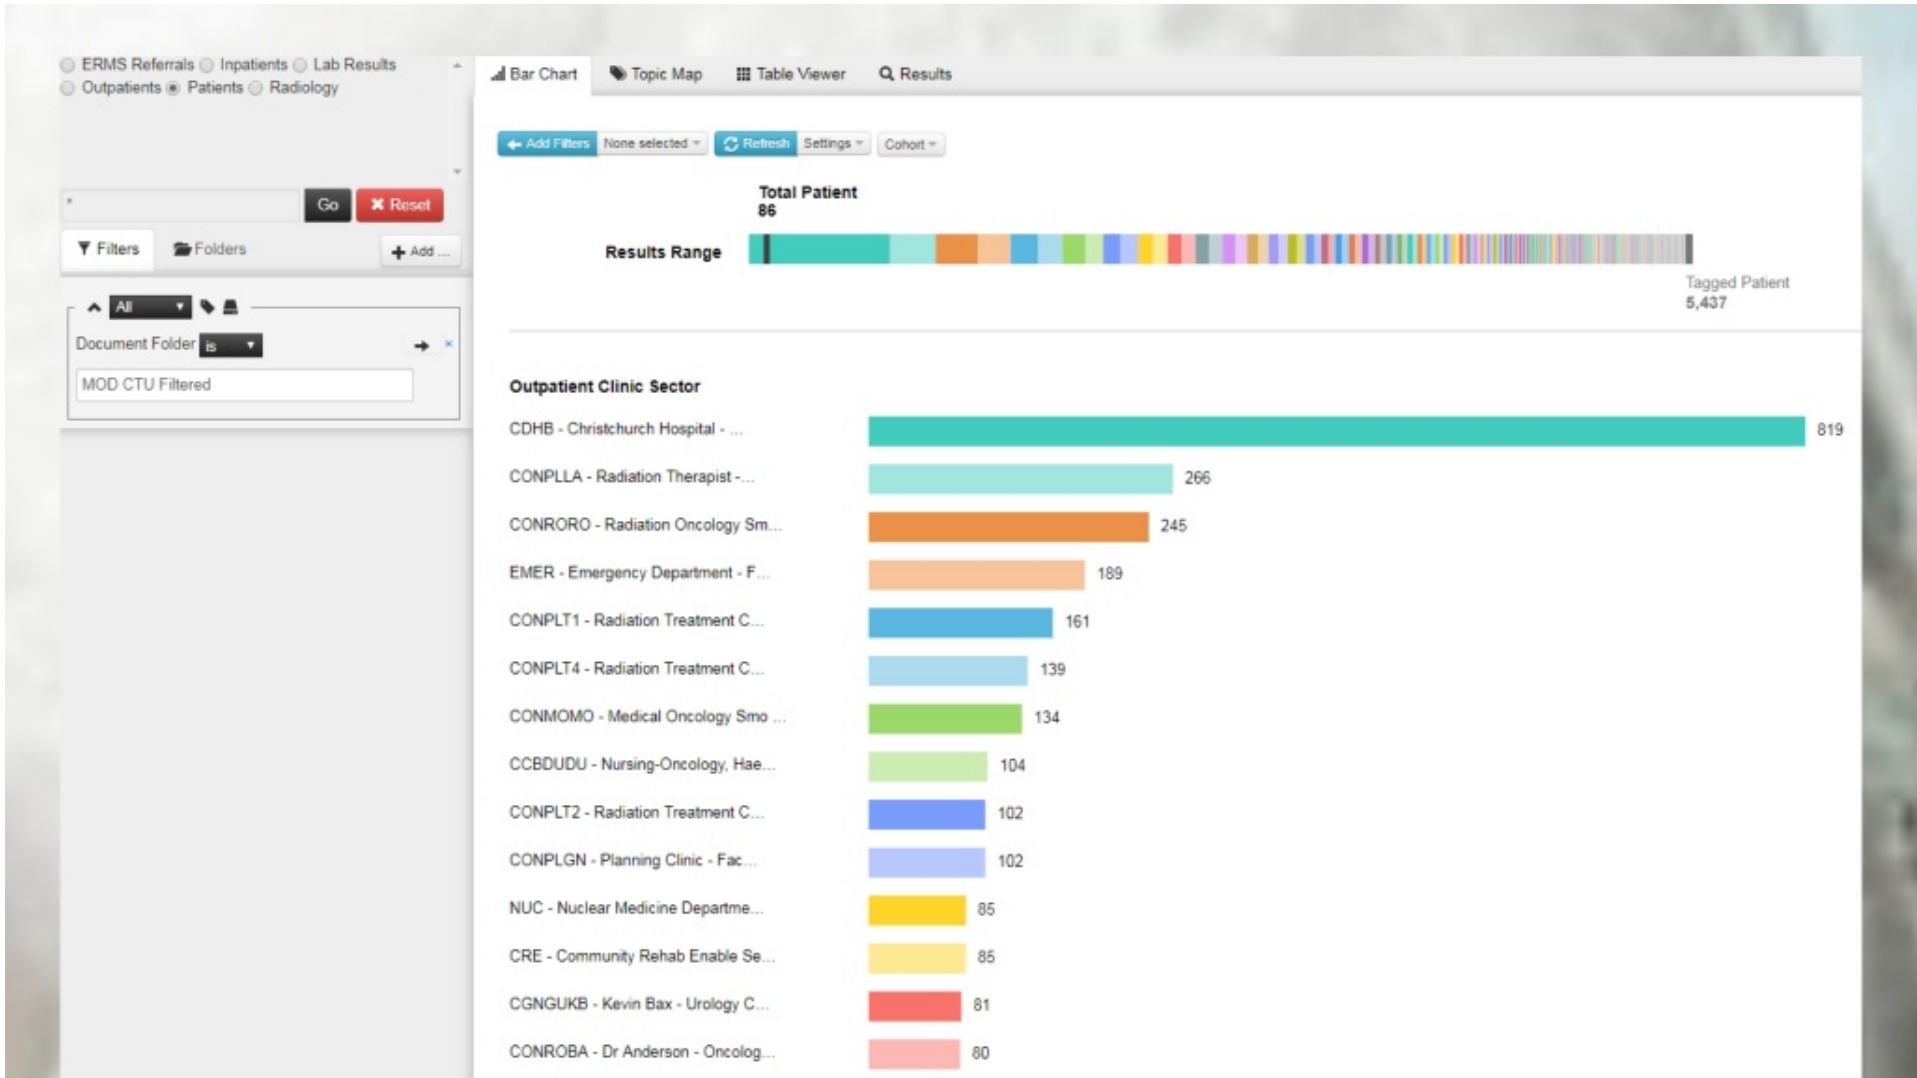 ERMS Referrals Inpatients Lab Results
Outpatients Patients Radiology
*
Go
Reset
Filters
Folders
Add ...
All
Document Folder is
MOD CTU Filtered
Bar Chart
Topic Map
Table Viewer
Results
Add Filters
None selected
Refresh
Settings
Cohort
Total Patient
86
Results Range
Tagged Patient
5,437
Outpatient Clinic Sector
CDHB - Christchurch Hospital - ... 819
CONPLLA - Radiation Therapist -... 266
CONRORO - Radiation Oncology Sm... 245
EMER - Emergency Department - F... 189
CONPLT1 - Radiation Treatment C... 161
CONPLT4 - Radiation Treatment C... 139
CONMOMO - Medical Oncology Smo ... 134
CCBDUDU - Nursing-Oncology, Hae... 104
CONPLT2 - Radiation Treatment C... 102
CONPLGN - Planning Clinic - Fac... 102
NUC - Nuclear Medicine Departme... 85
CRE - Community Rehab Enable Se... 85
CGNGUKB - Kevin Bax - Urology C... 81
CONROBA - Dr Anderson - Oncolog... 80